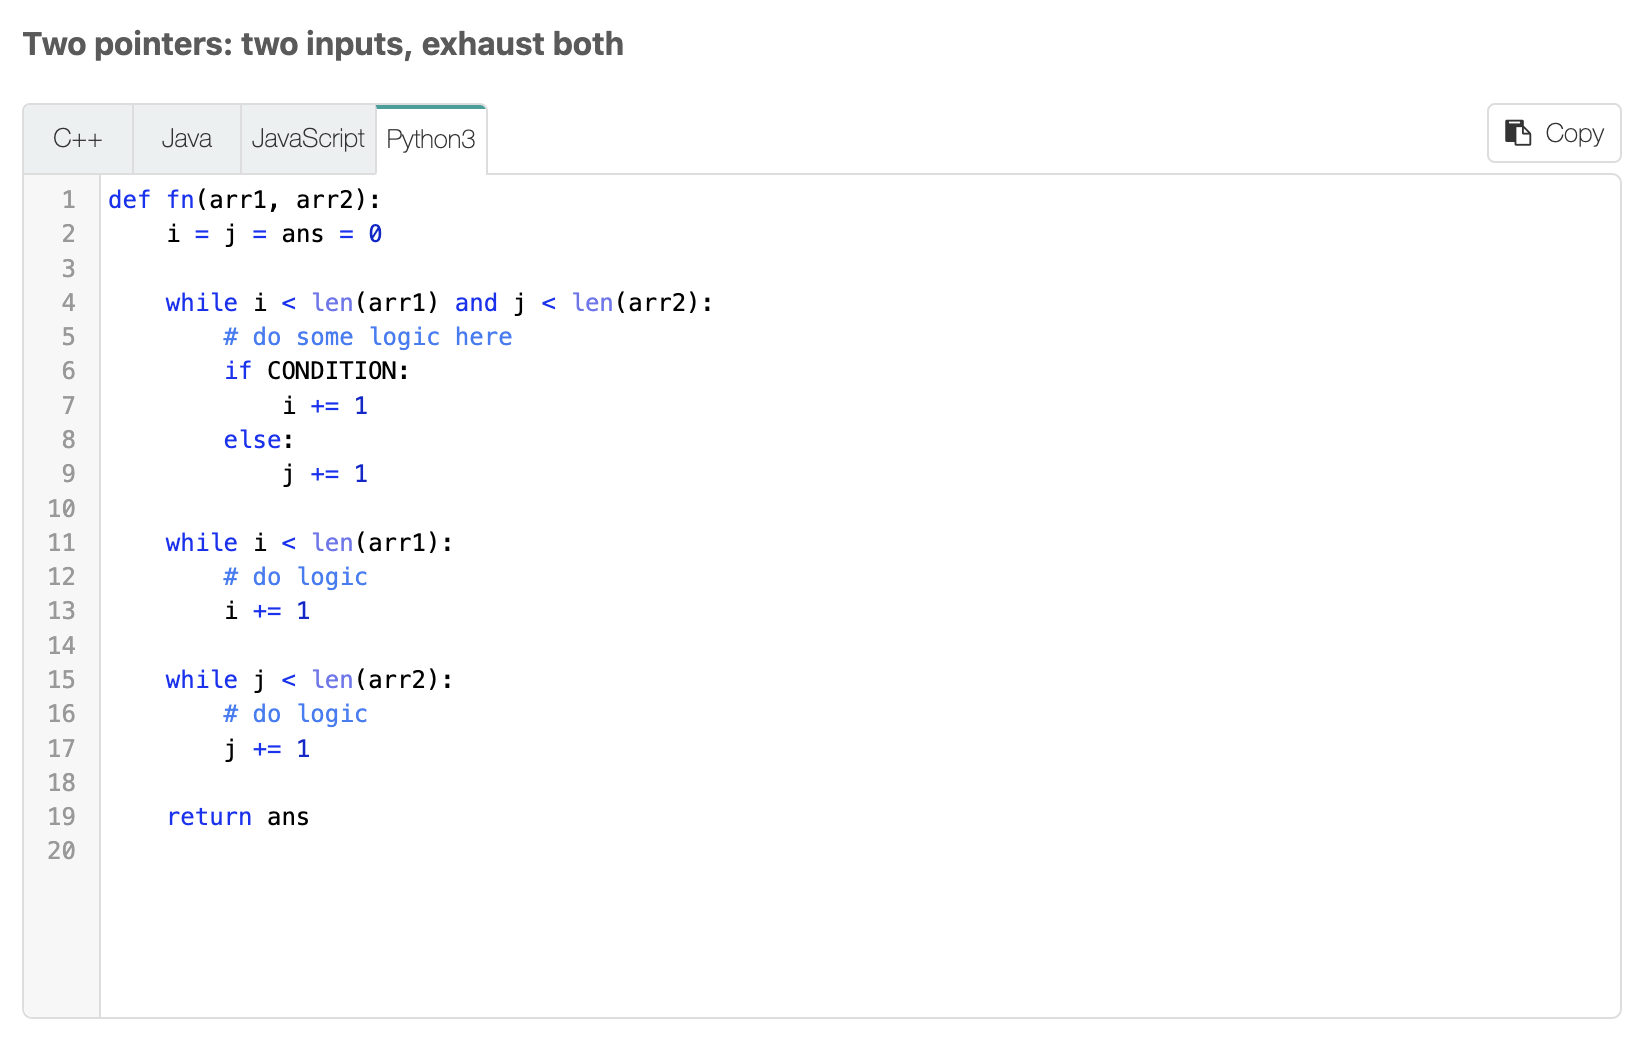 Two pointers: two inputs, exhaust both
C++ Java JavaScript Python3 Copy
1 def fn(arr1, arr2):
2     i = j = ans = 0
3
4     while i < len(arr1) and j < len(arr2):
5         # do some logic here
6         if CONDITION:
7             i += 1
8         else:
9             j += 1
10
11     while i < len(arr1):
12         # do logic
13         i += 1
14
15     while j < len(arr2):
16         # do logic
17         j += 1
18
19     return ans
20